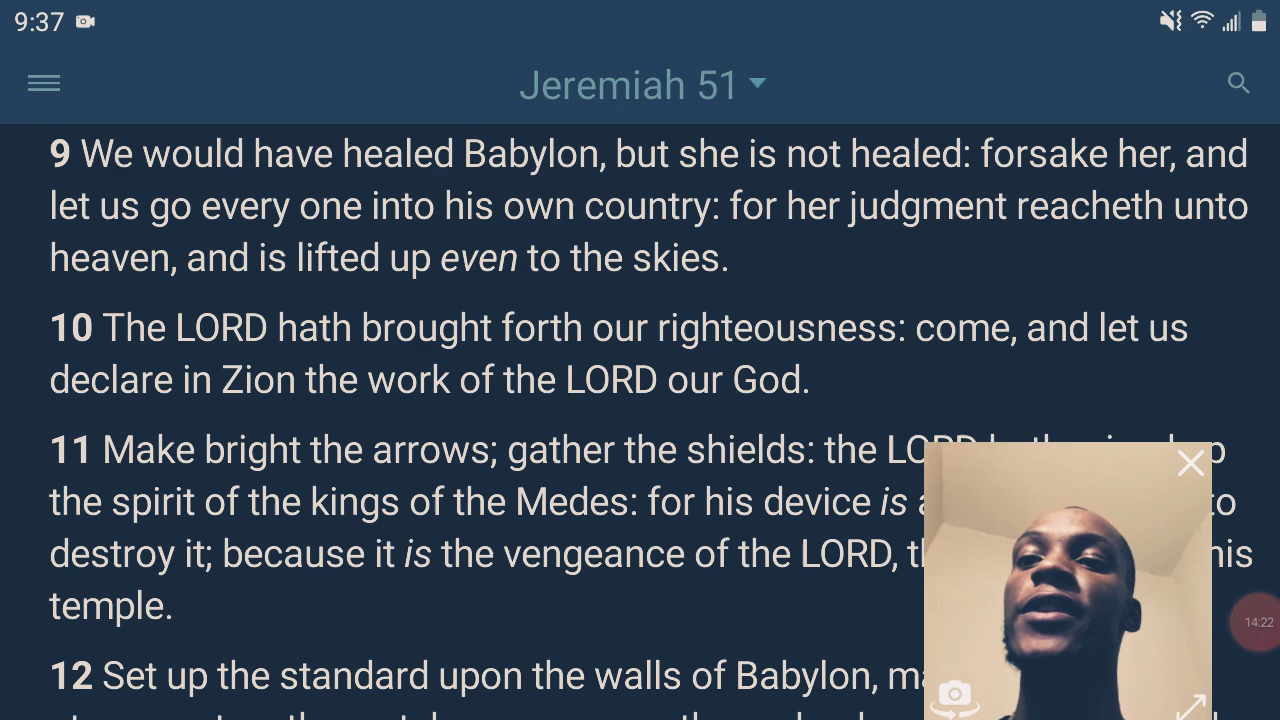 9:37
Jeremiah 51
9 We would have healed Babylon, but she is not healed: forsake her, and
let us go every one into his own country: for her judgment reacheth unto
heaven, and is lifted up even to the skies.
10 The LORD hath brought forth our righteousness: come, and let us
declare in Zion the work of the LORD our God.
11 Make bright the arrows; gather the shields: the
the spirit of the kings of the Medes: for his device is to
destroy it; because it is the vengeance of the LORD, his
temple.
14:22
12 Set up the standard upon the walls of Babylon,